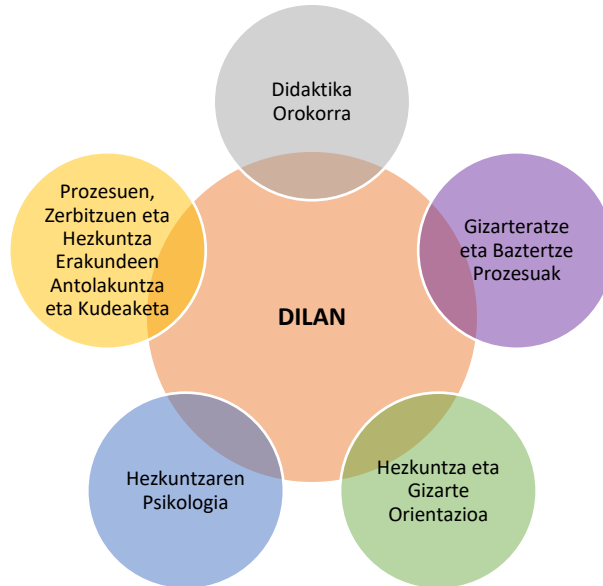 Didaktika
Orokorra
Prozesuen,
Zerbitzuen eta
Hezkuntza
Erakundeen
Antolakuntza
eta Kudeaketa
Gizarteratze
eta Baztertze
Prozesuak
DILAN
Hezkuntzaren
Psikologia
Hezkuntza eta
Gizarte
Orientazioa